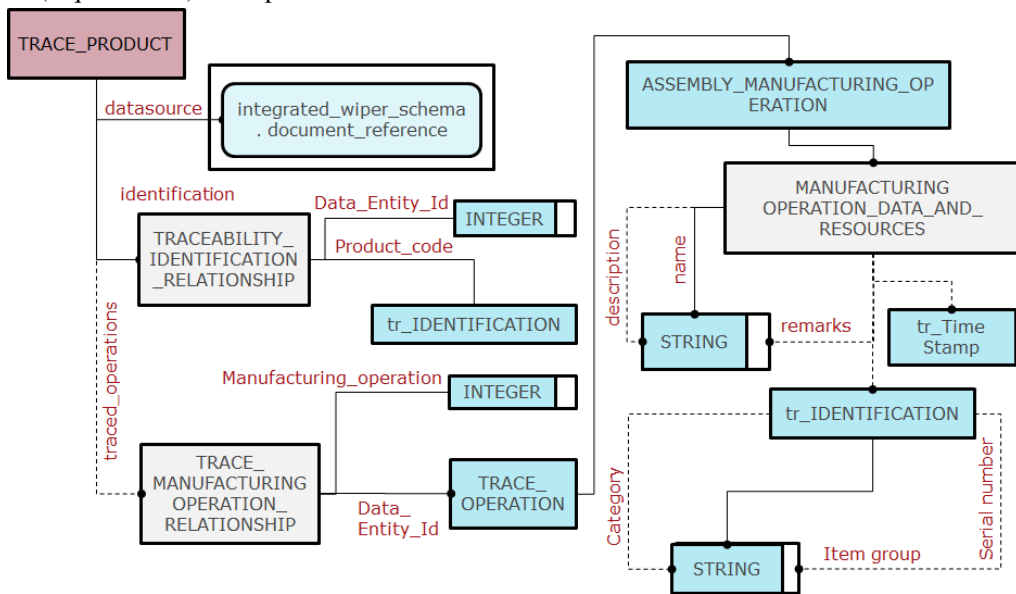 TRACE_PRODUCT
datasource
integrated_wiper_schema
. document_reference
identification
TRACEABILITY_
IDENTIFICATION
_RELATIONSHIP
Data_Entity_Id
INTEGER
Product_code
tr_IDENTIFICATION
traced_operations
Manufacturing_operation
INTEGER
TRACE_
MANUFACTURING
OPERATION_
RELATIONSHIP
Data_
Entity_Id
TRACE_
OPERATION
ASSEMBLY_MANUFACTURING_OP
ERATION
MANUFACTURING
OPERATION_DATA_AND_
RESOURCES
description
name
STRING
remarks
tr_Time
Stamp
tr_IDENTIFICATION
Category
Serial number
STRING
Item group